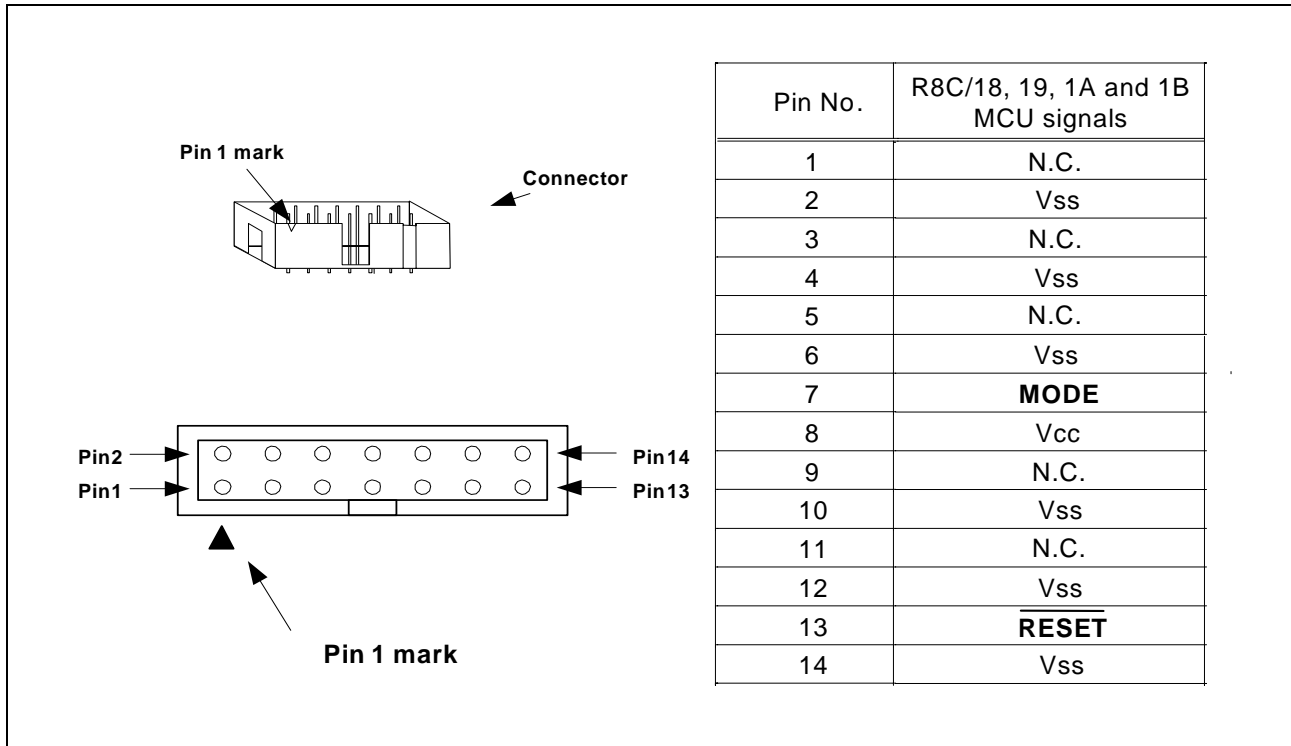 Pin 1 mark
Connector
Pin2
Pin14
Pin1
Pin13
Pin 1 mark
Pin No. R8C/18, 19, 1A and 1B
MCU signals
1 N.C.
2 Vss
3 N.C.
4 Vss
5 N.C.
6 Vss
7 MODE
8 Vcc
9 N.C.
10 Vss
11 N.C.
12 Vss
13 R̅E̅S̅E̅T̅
14 Vss